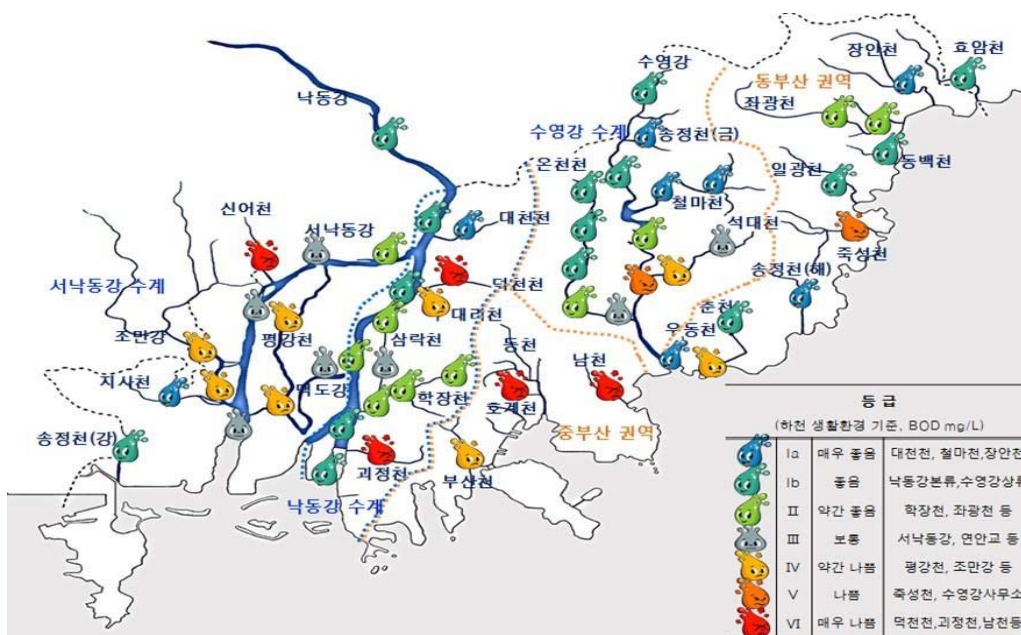 장안천
효암천
수영강
동부산 권역
낙동강
좌광천
수영강 수계
송정천(금)
동백천
온천천
일광천
신어천
철마천
대천천
서낙동강
석대천
죽성천
서낙동강 수계
덕천천
송정천(해)
대리천
춘천
조만강
평강천
삼락천
우동천
동천
남천
지사천
맥도강
학장천
호계천
송정천(강)
중부산 권역
괴정천
부산천
낙동강 수계
등 급
(하천 생활환경 기준, BOD mg/L)
Ia 매우 좋음 대천천, 철마천,장안천
Ib 좋음 낙동강본류,수영강상류
II 약간 좋음 학장천, 좌광천 등
III 보통 서낙동강, 연안교 등
IV 약간 나쁨 평강천, 조만강 등
V 나쁨 죽성천, 수영강사무소
VI 매우 나쁨 덕천천,괴정천,남천등